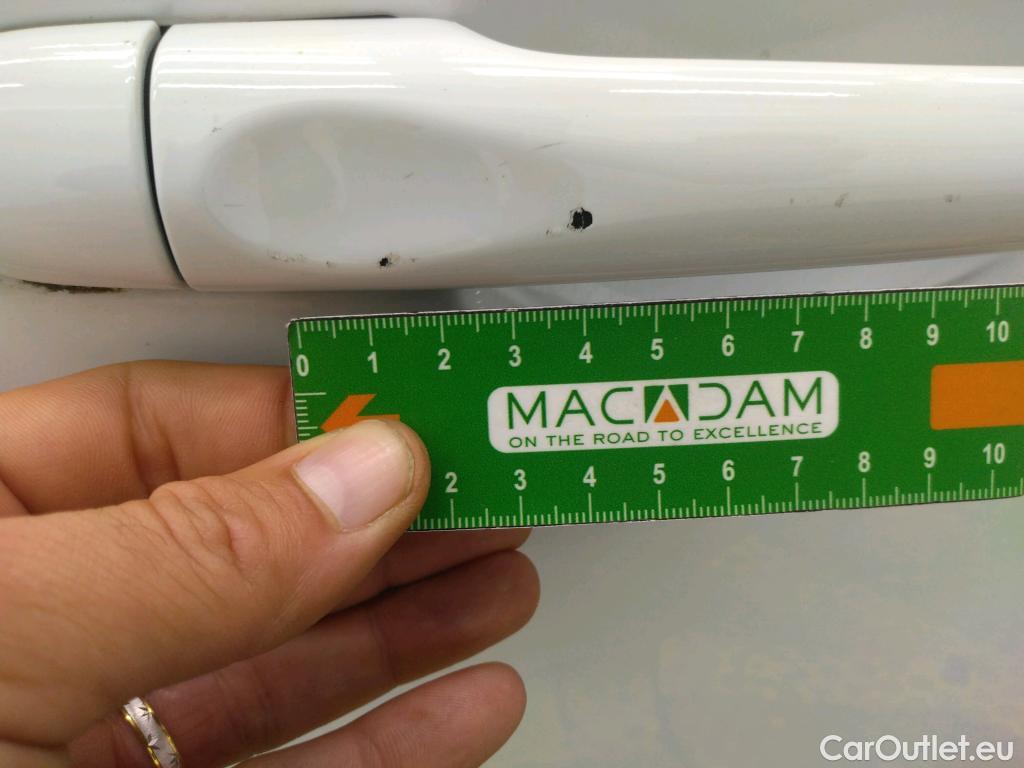 0 1 2 3 4 5 6 7 8 9 10
MACADAM
ON THE ROAD TO EXCELLENCE
2 3 4 5 6 7 8 9 10
CarOutlet.eu